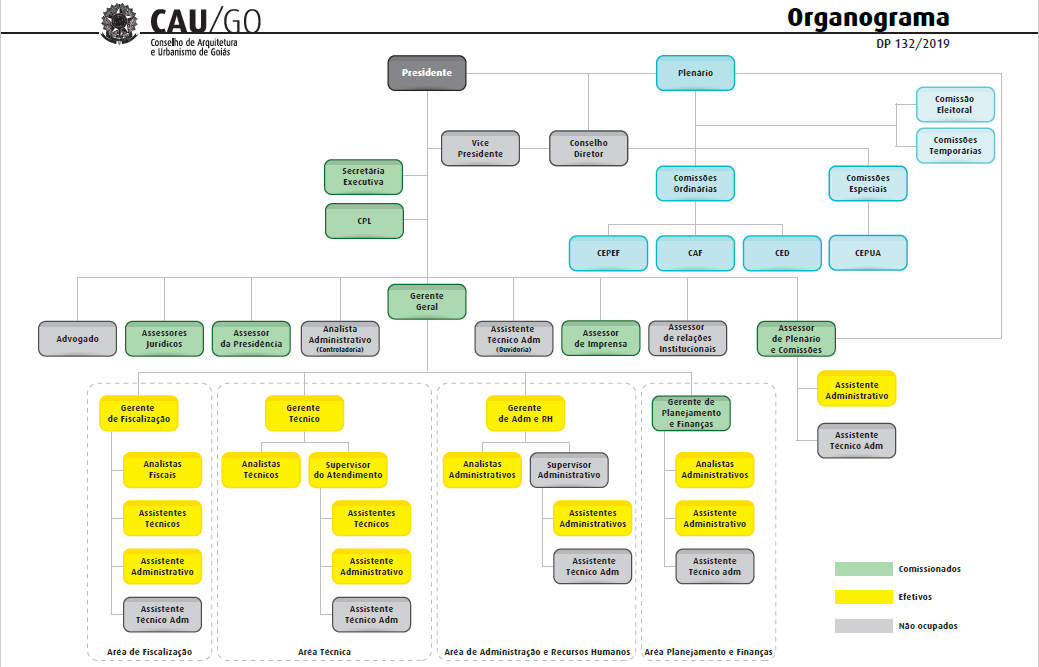 CAU/GO
Conselho de Arquitetura
e Urbanismo de Goiás
Organograma
DP 132/2019
Presidente
Plenário
Comissão
Eleitoral
Comissões
Temporárias
Vice
Presidente
Conselho
Diretor
Secretária
Executiva
CPL
Comissões
Ordinárias
Comissões
Especiais
CEPEF
CAF
CED
CEPUA
Gerente
Geral
Advogado
Assessores
Jurídicos
Assessor
da Presidência
Analista
Administrativo
(Controladoria)
Assistente
Técnico Adm
(Ouvidoria)
Assessor
de Imprensa
Assessor
de relações
Institucionais
Assessor
de Plenário
e Comissões
Assistente
Administrativo
Assistente
Técnico Adm
Gerente
de Fiscalização
Analistas
Fiscais
Assistentes
Técnicos
Assistente
Administrativo
Assistente
Técnico Adm
Aréa de Fiscalização
Gerente
Técnico
Analistas
Técnicos
Supervisor
do Atendimento
Assistentes
Técnicos
Assistente
Administrativo
Assistente
Técnico Adm
Aréa Técnica
Gerente
de Adm e RH
Analistas
Administrativos
Supervisor
Administrativo
Assistentes
Administrativos
Assistente
Técnico Adm
Aréa de Administração e Recursos Humanos
Gerente de
Planejamento
e Finanças
Analistas
Administrativos
Assistente
Administrativo
Assistente
Técnico adm
Aréa Planejamento e Finanças
Comissionados
Efetivos
Não ocupados